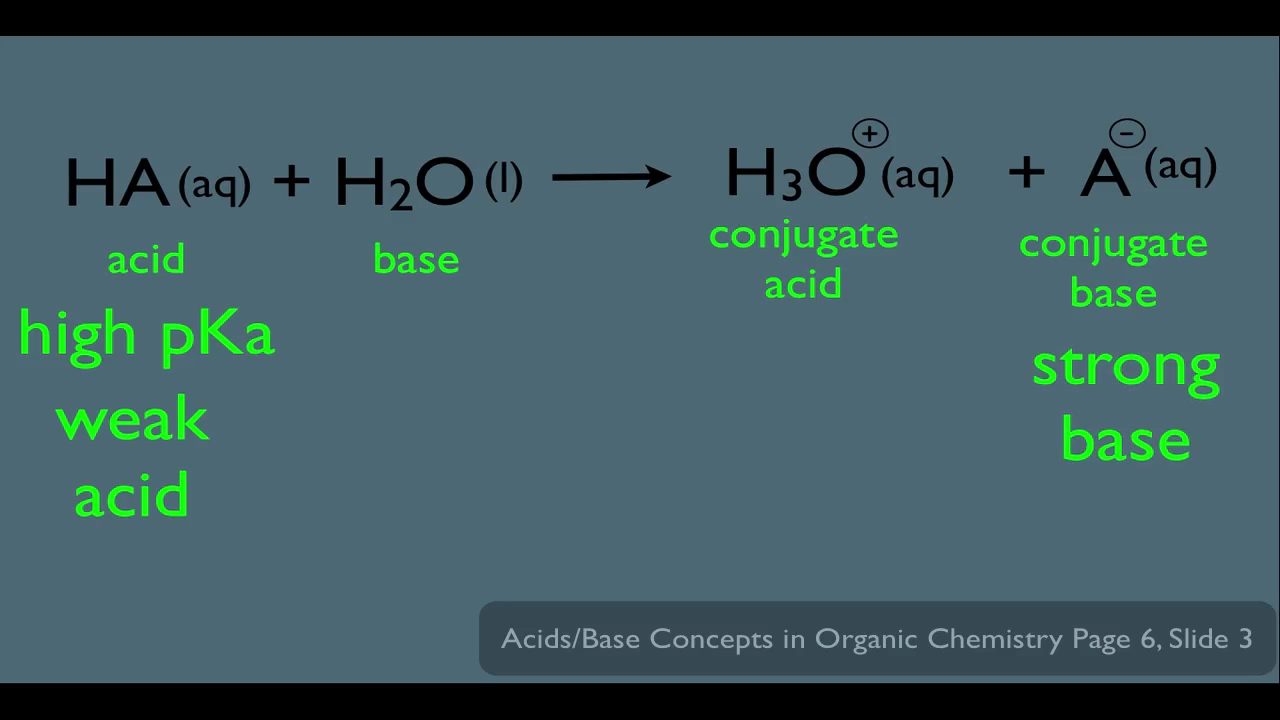 HA (aq) + H₂O (l) ⟶ H₃O⊕ (aq) + A⊖ (aq)
acid base conjugate acid conjugate base
high pKa
weak
acid
strong
base
Acids/Base Concepts in Organic Chemistry Page 6, Slide 3